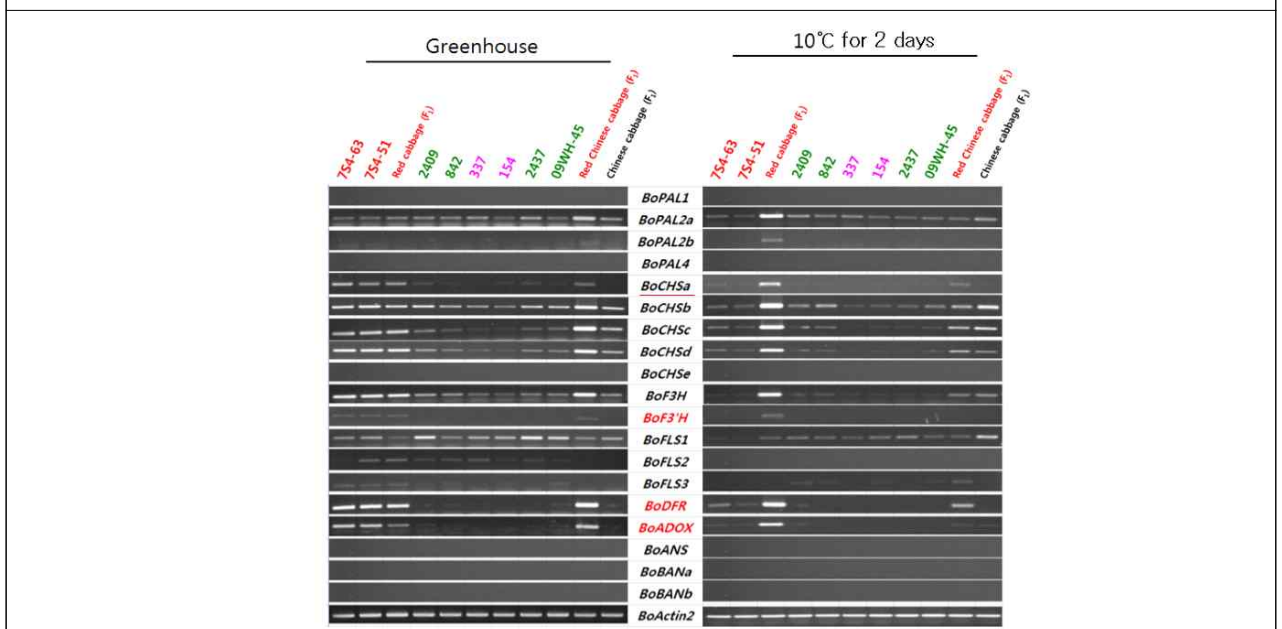 Greenhouse
10℃ for 2 days
7S4-63
7S4-51
Red cabbage (F₁)
2409
842
337
154
2437
09WH-45
Red Chinese cabbage (F₁)
Chinese cabbage (F₁)
7S4-63
7S4-51
Red cabbage (F₁)
2409
842
337
154
2437
09WH-45
Red Chinese cabbage (F₁)
Chinese cabbage (F₁)
BoPAL1
BoPAL2a
BoPAL2b
BoPAL4
BoCHSa
BoCHSb
BoCHSc
BoCHSd
BoCHSe
BoF3H
BoF3'H
BoFLS1
BoFLS2
BoFLS3
BoDFR
BoADOX
BoANS
BoBANa
BoBANb
BoActin2